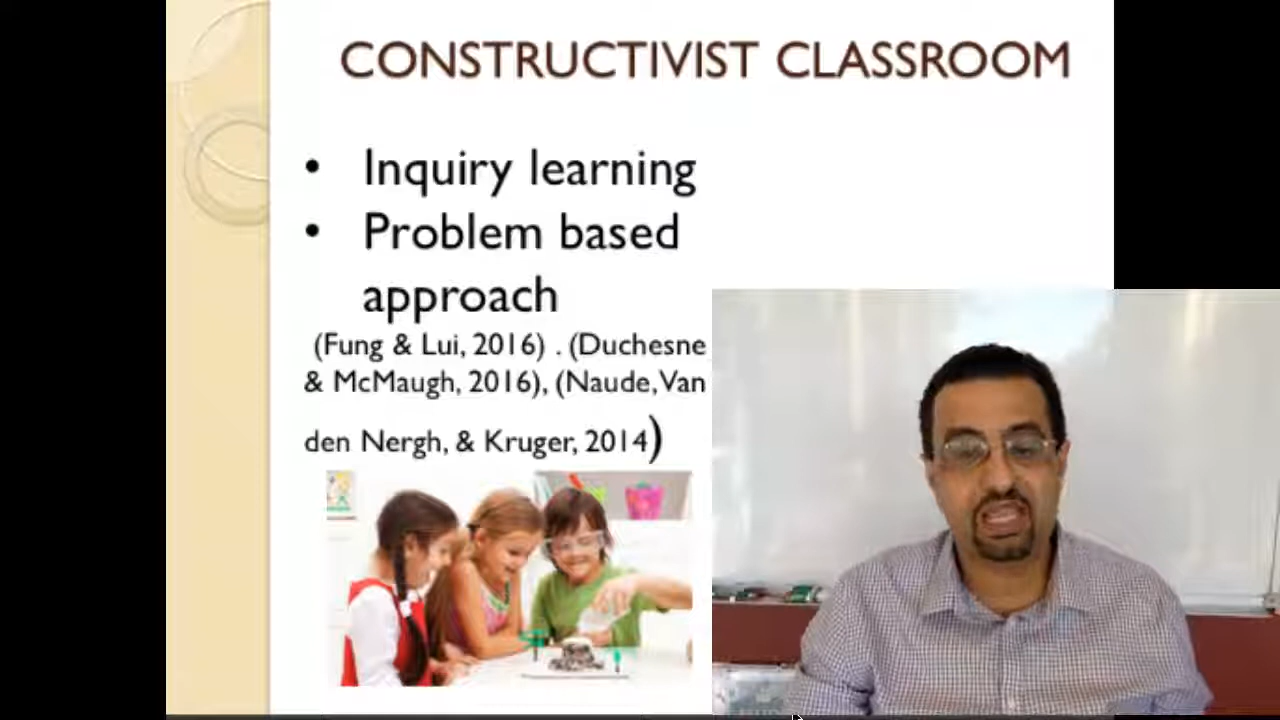 CONSTRUCTIVIST CLASSROOM
• Inquiry learning
• Problem based
approach
(Fung & Lui, 2016) . (Duchesne
& McMaugh, 2016), (Naude, Van
den Nergh, & Kruger, 2014)